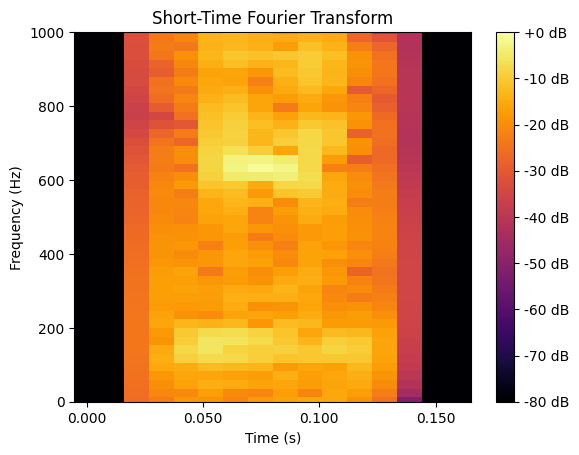 Short-Time Fourier Transform
1000
800
600
400
200
0
Frequency (Hz)
0.000
0.050
0.100
0.150
Time (s)
+0 dB
-10 dB
-20 dB
-30 dB
-40 dB
-50 dB
-60 dB
-70 dB
-80 dB